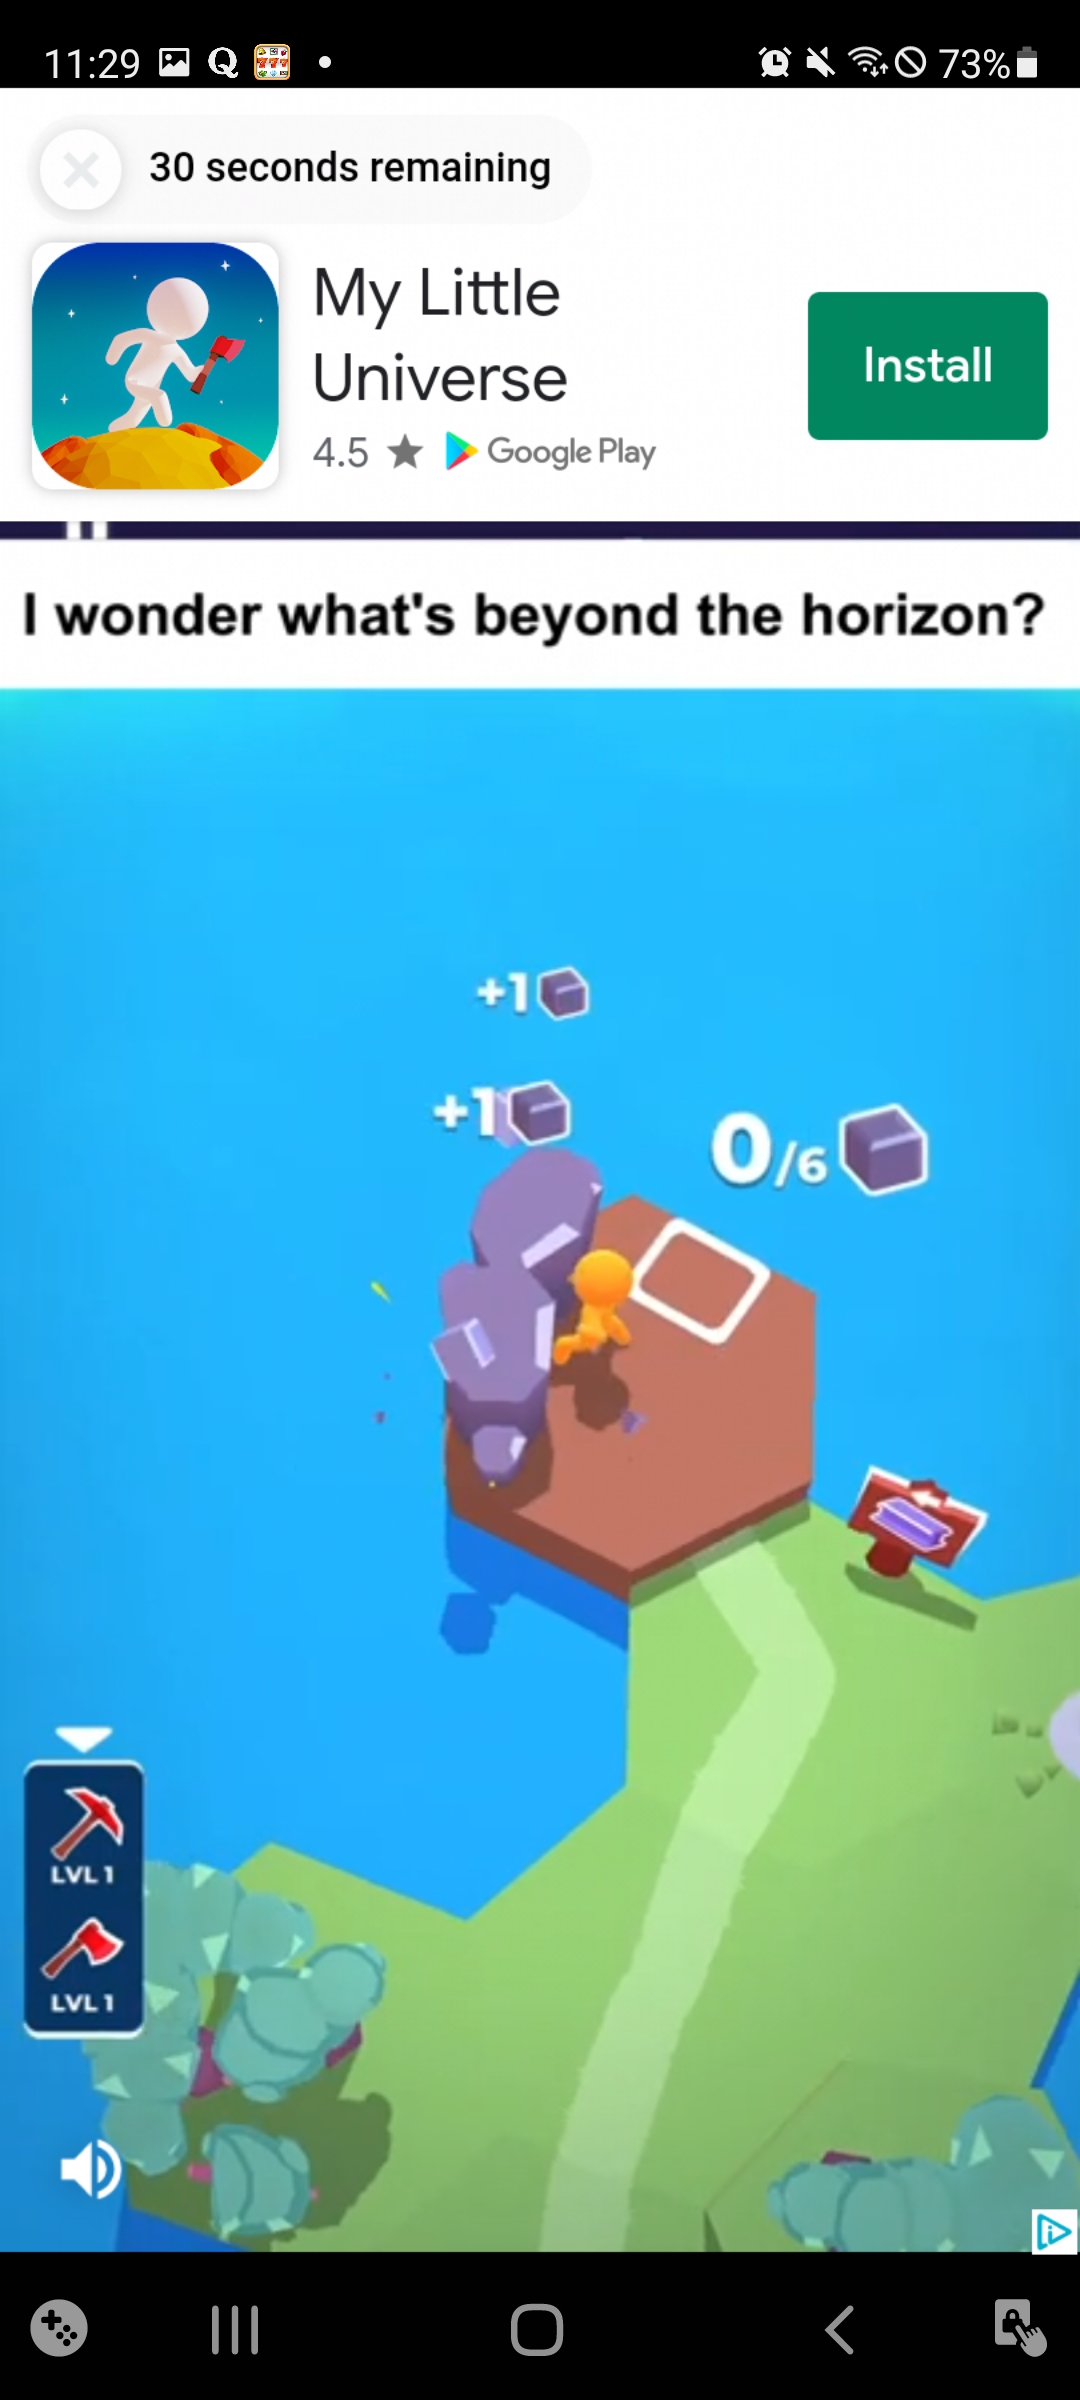 11:29
73%
30 seconds remaining
My Little
Universe
4.5
Google Play
Install
I wonder what's beyond the horizon?
+1
+1
0/6
LVL 1
LVL 1